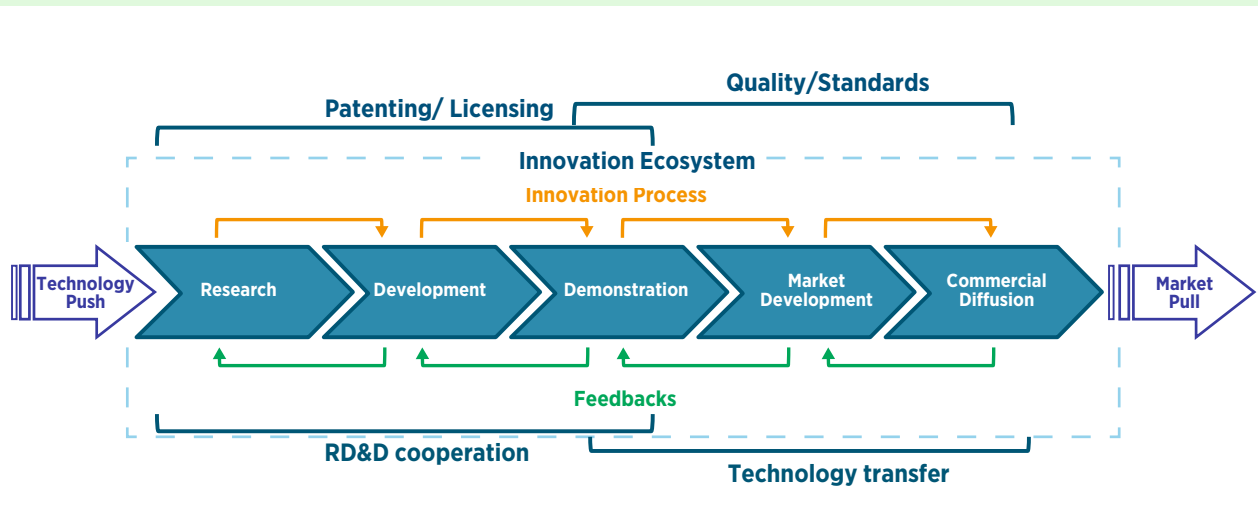 Quality/Standards
Patenting/ Licensing
Innovation Ecosystem
Innovation Process
Technology
Push
Research
Development
Demonstration
Market
Development
Commercial
Diffusion
Market
Pull
Feedbacks
RD&D cooperation
Technology transfer